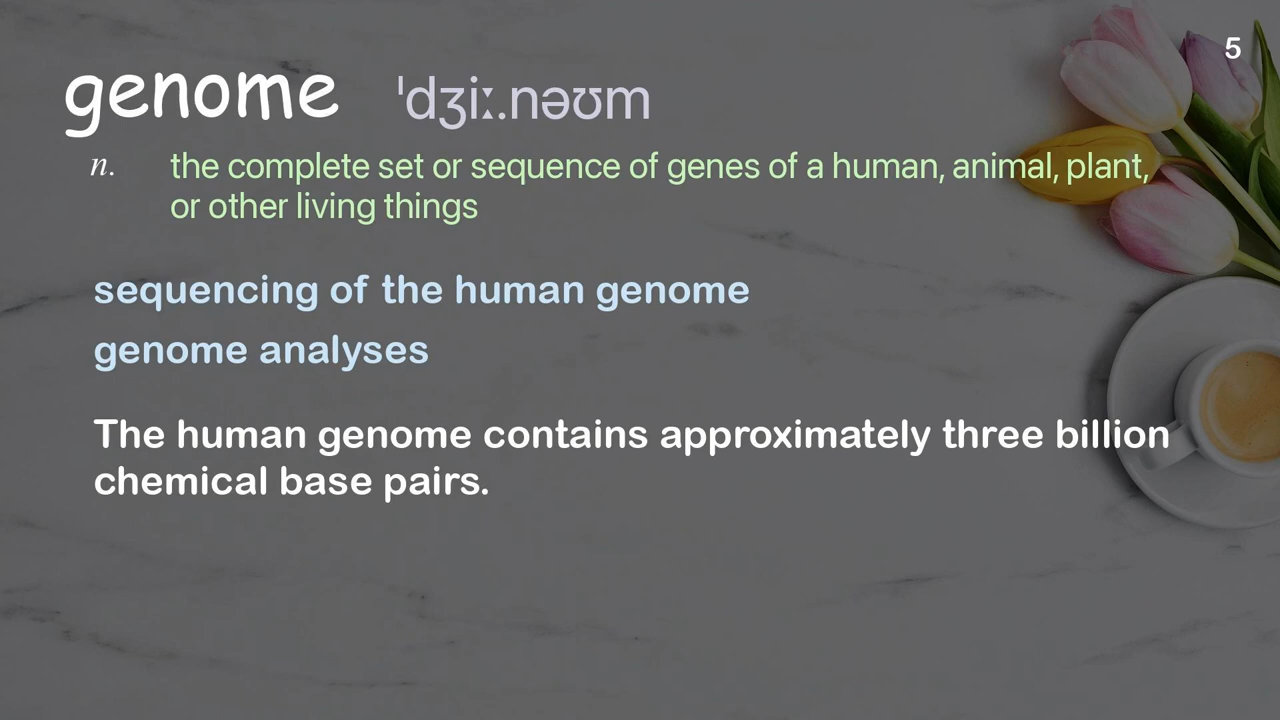 5
genome ˈdʒiː.nəʊm
n. the complete set or sequence of genes of a human, animal, plant,
or other living things
sequencing of the human genome
genome analyses
The human genome contains approximately three billion
chemical base pairs.